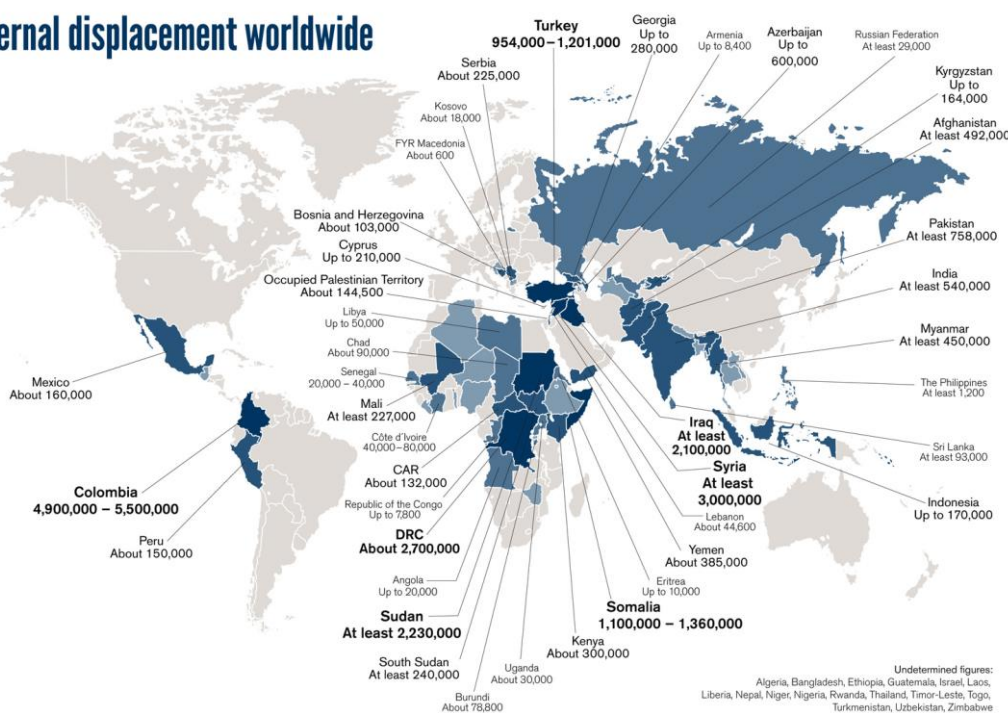 ernal displacement worldwide
Turkey
954,000–1,201,000
Georgia
Up to
280,000
Armenia
Up to 8,400
Azerbaijan
Up to
600,000
Russian Federation
At least 29,000
Kyrgyzstan
Up to
164,000
Afghanistan
At least 492,000
Serbia
About 225,000
Kosovo
About 18,000
FYR Macedonia
About 600
Bosnia and Herzegovina
About 103,000
Cyprus
Up to 210,000
Occupied Palestinian Territory
About 144,500
Libya
Up to 50,000
Chad
About 90,000
Senegal
20,000 – 40,000
Mali
At least 227,000
Côte d'Ivoire
40,000–80,000
CAR
About 132,000
Republic of the Congo
Up to 7,800
DRC
About 2,700,000
Angola
Up to 20,000
Sudan
At least 2,230,000
South Sudan
At least 240,000
Burundi
About 78,800
Uganda
About 30,000
Kenya
About 300,000
Somalia
1,100,000 – 1,360,000
Eritrea
Up to 10,000
Yemen
About 385,000
Lebanon
About 44,600
Syria
At least
3,000,000
Iraq
At least
2,100,000
Pakistan
At least 758,000
India
At least 540,000
Myanmar
At least 450,000
The Philippines
At least 1,200
Sri Lanka
At least 93,000
Indonesia
Up to 170,000
Mexico
About 160,000
Colombia
4,900,000 – 5,500,000
Peru
About 150,000
Undetermined figures:
Algeria, Bangladesh, Ethiopia, Guatemala, Israel, Laos,
Liberia, Nepal, Niger, Nigeria, Rwanda, Thailand, Timor-Leste, Togo,
Turkmenistan, Uzbekistan, Zimbabwe